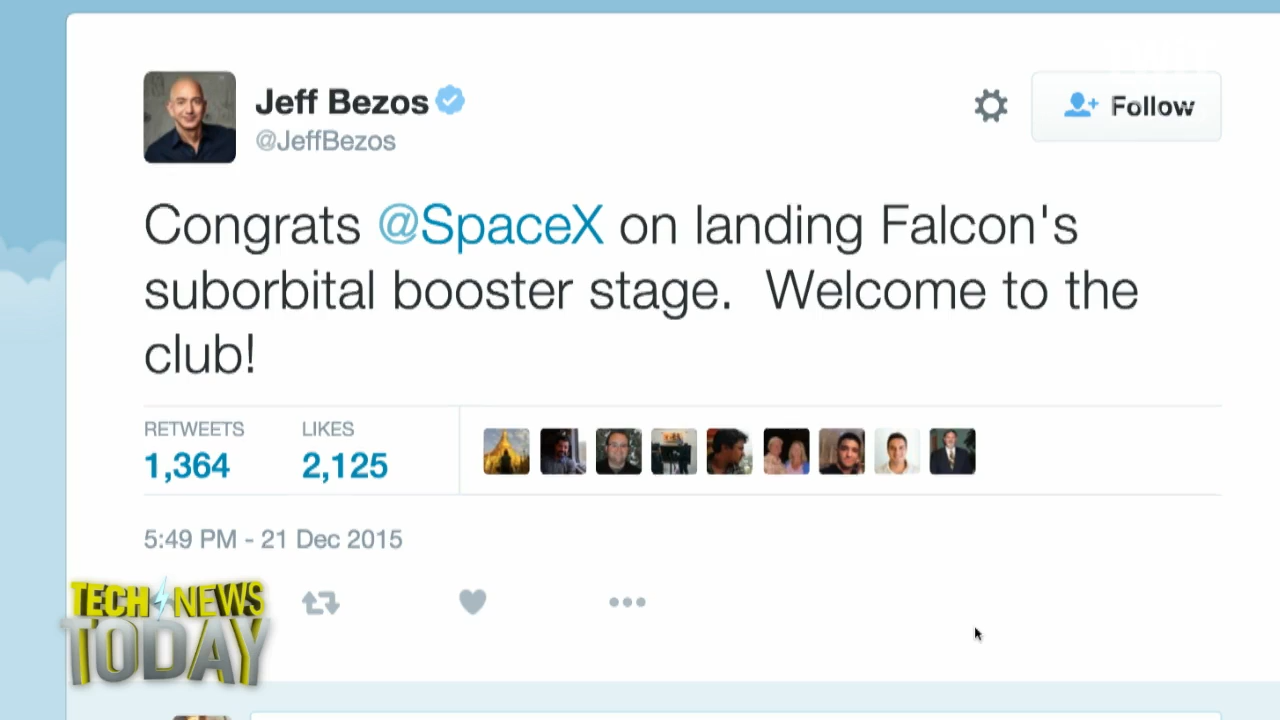 Jeff Bezos
@JeffBezos
Follow
Congrats @SpaceX on landing Falcon's
suborbital booster stage.  Welcome to the
club!
RETWEETS
LIKES
1,364
2,125
5:49 PM - 21 Dec 2015
TECH NEWS
TODAY